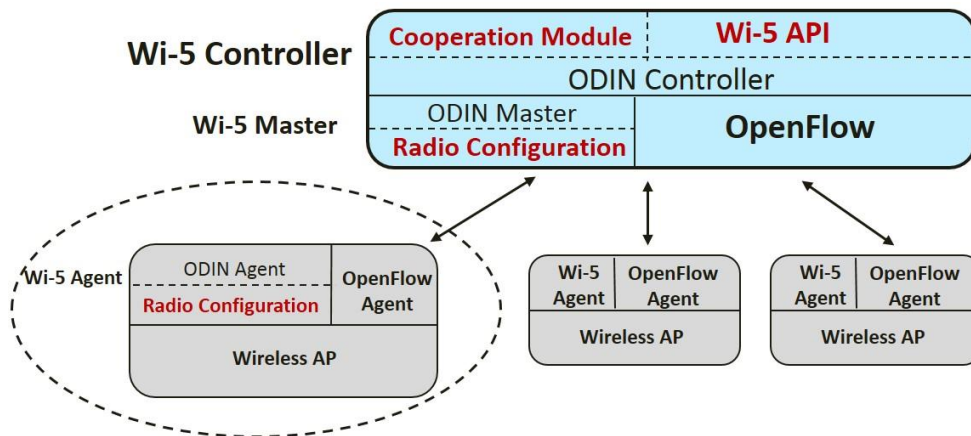 Wi-5 Controller
Cooperation Module
Wi-5 API
ODIN Controller
Wi-5 Master
ODIN Master
Radio Configuration
OpenFlow
Wi-5 Agent
ODIN Agent
Radio Configuration
OpenFlow
Agent
Wireless AP
Wi-5
Agent
OpenFlow
Agent
Wireless AP
Wi-5
Agent
OpenFlow
Agent
Wireless AP